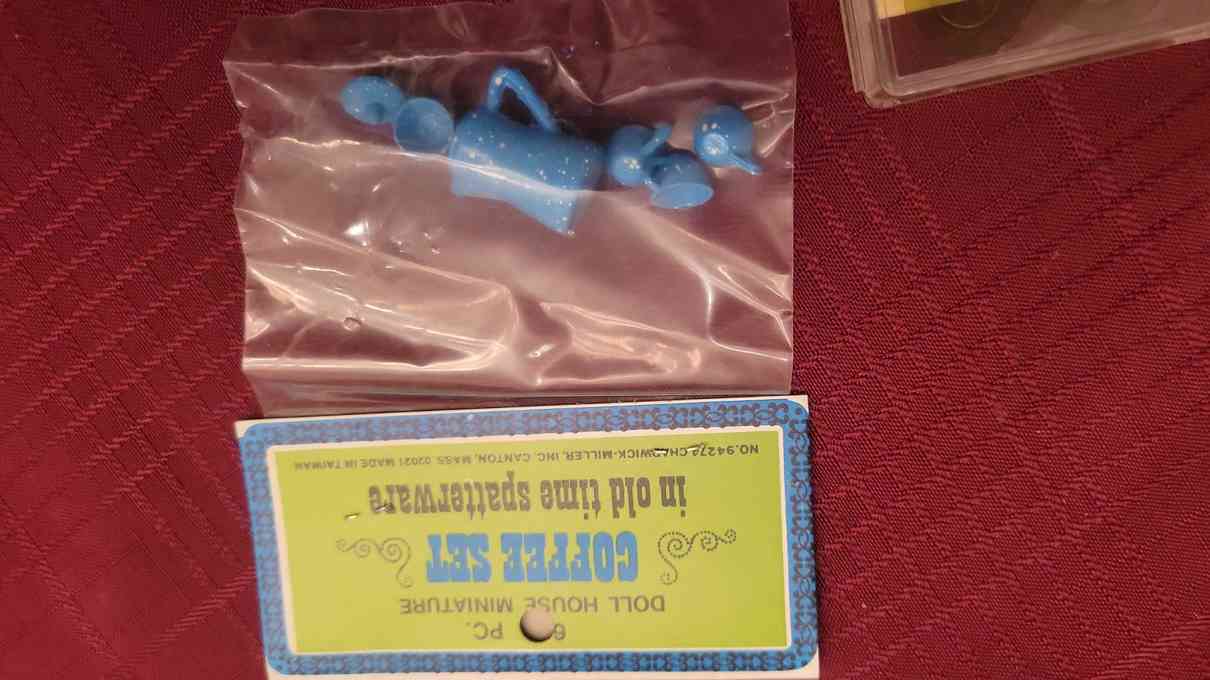 6 PC.
DOLL HOUSE MINIATURE
COFFEE SET
in old time spatterware
NO.9427 CHADWICK-MILLER, INC. CANTON, MASS. 02021 MADE IN TAIWAN